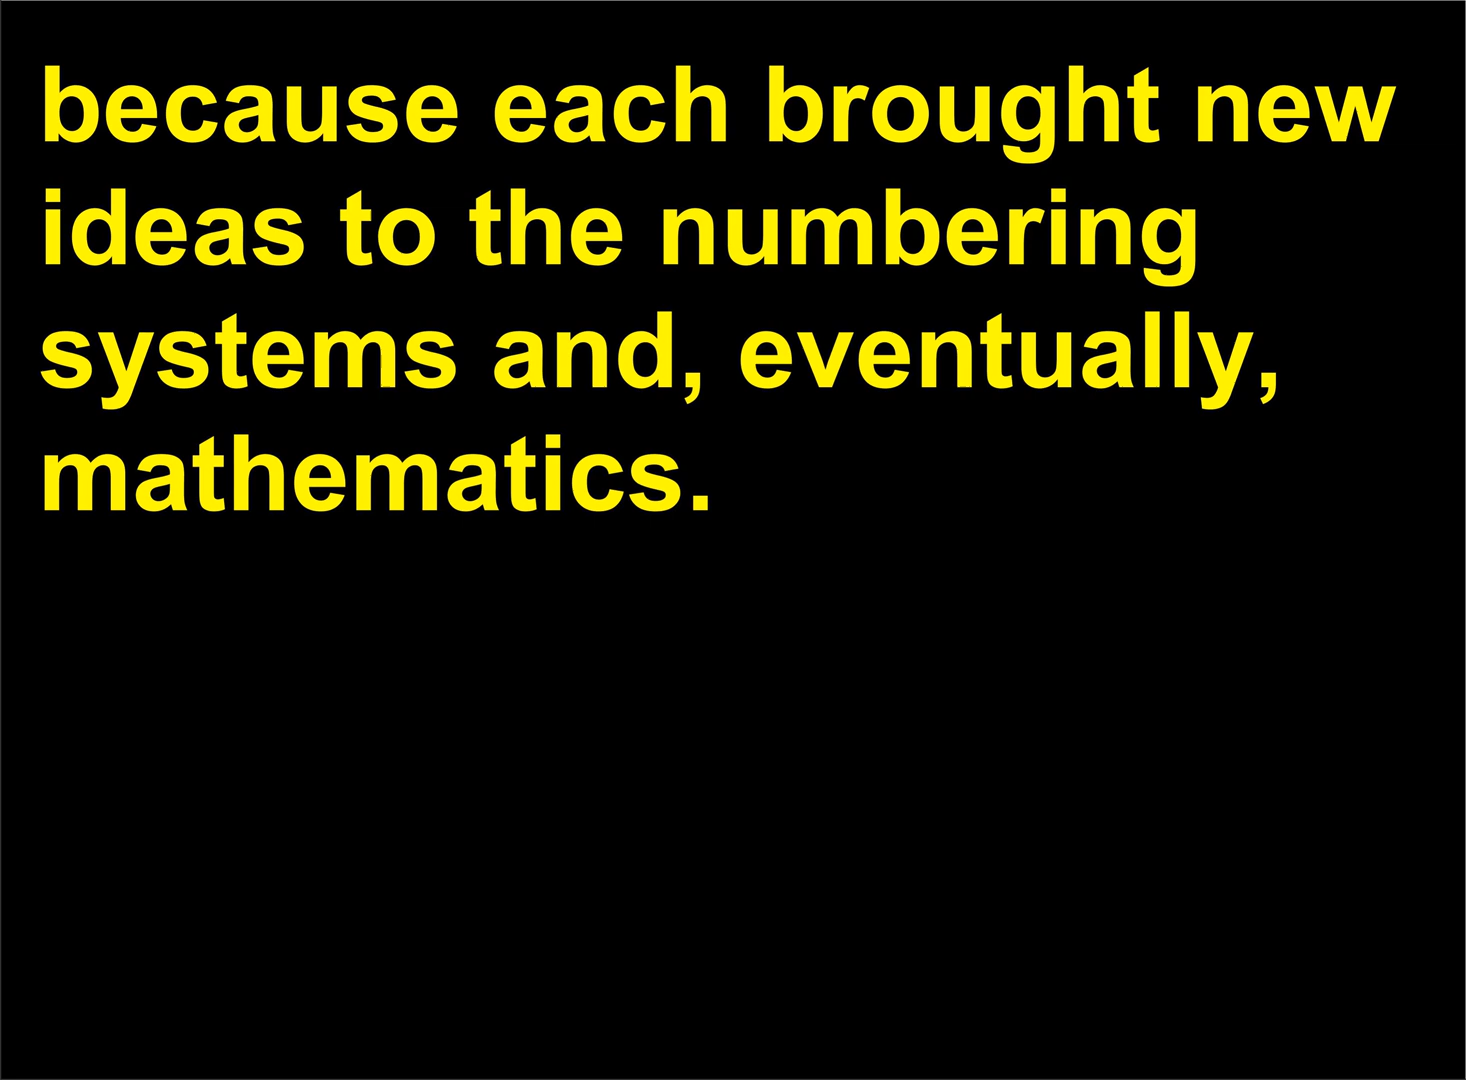 because each brought new
ideas to the numbering
systems and, eventually,
mathematics.